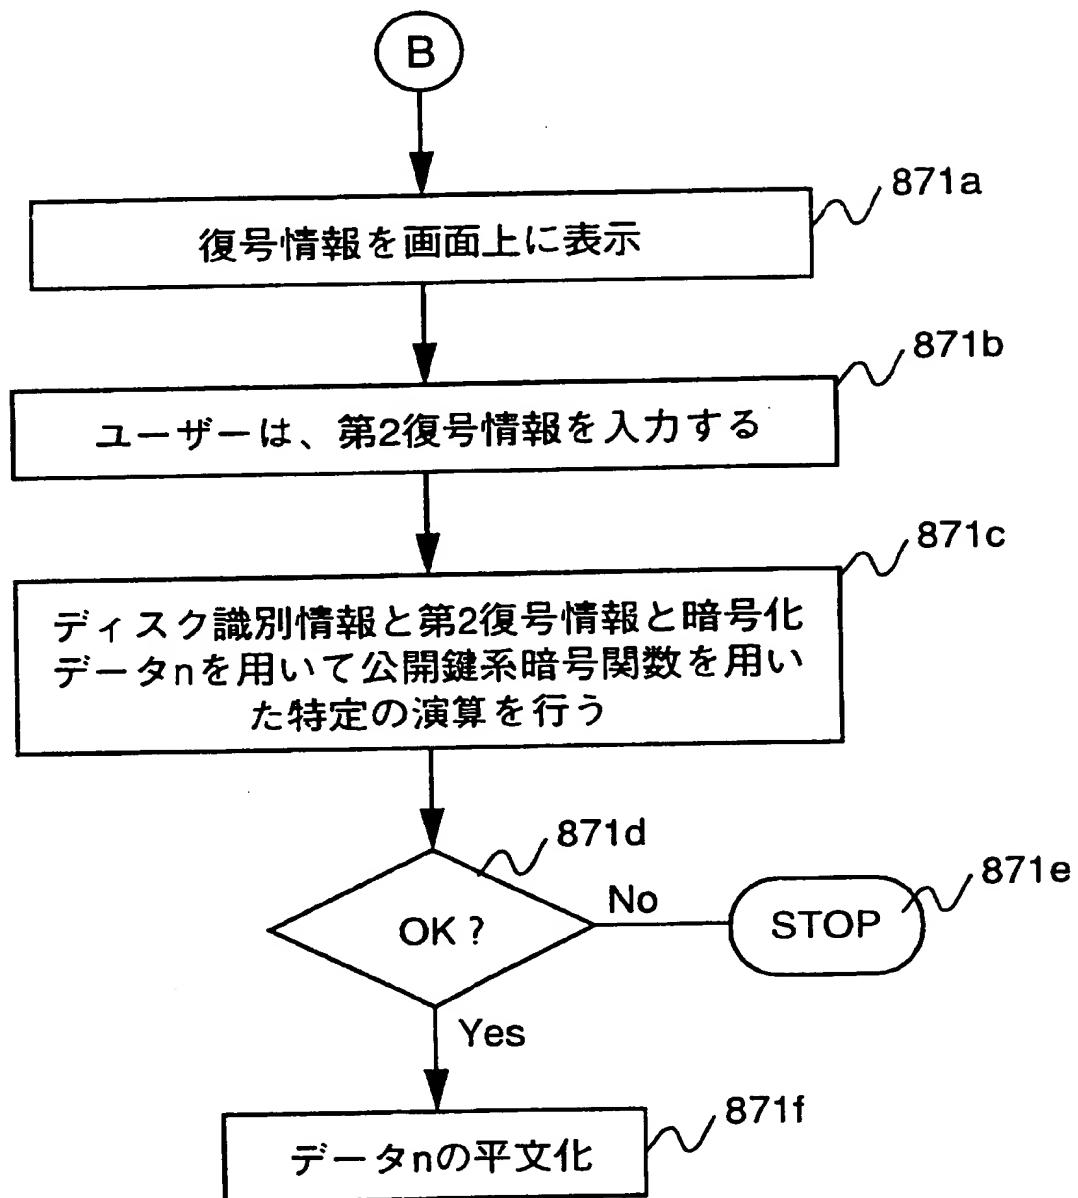 B
871a
復号情報を画面上に表示
871b
ユーザーは、第2復号情報を入力する
871c
ディスク識別情報と第2復号情報と暗号化
データnを用いて公開鍵系暗号関数を用い
た特定の演算を行う
871d
OK ?
No
STOP
871e
Yes
871f
データnの平文化